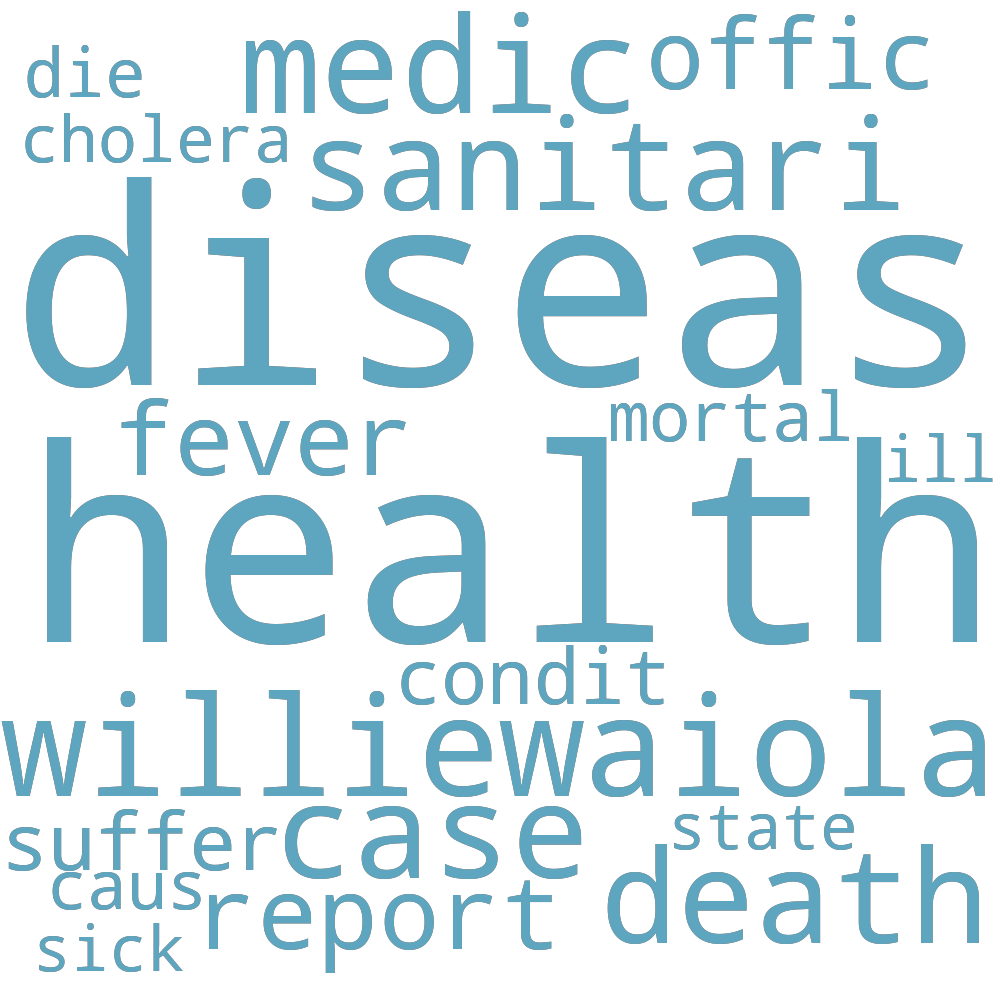 die
medic
offic
cholera
sanitari
diseas
fever
mortal
ill
health
condit
williewaiola
suffer
case
state
caus
report
death
sick